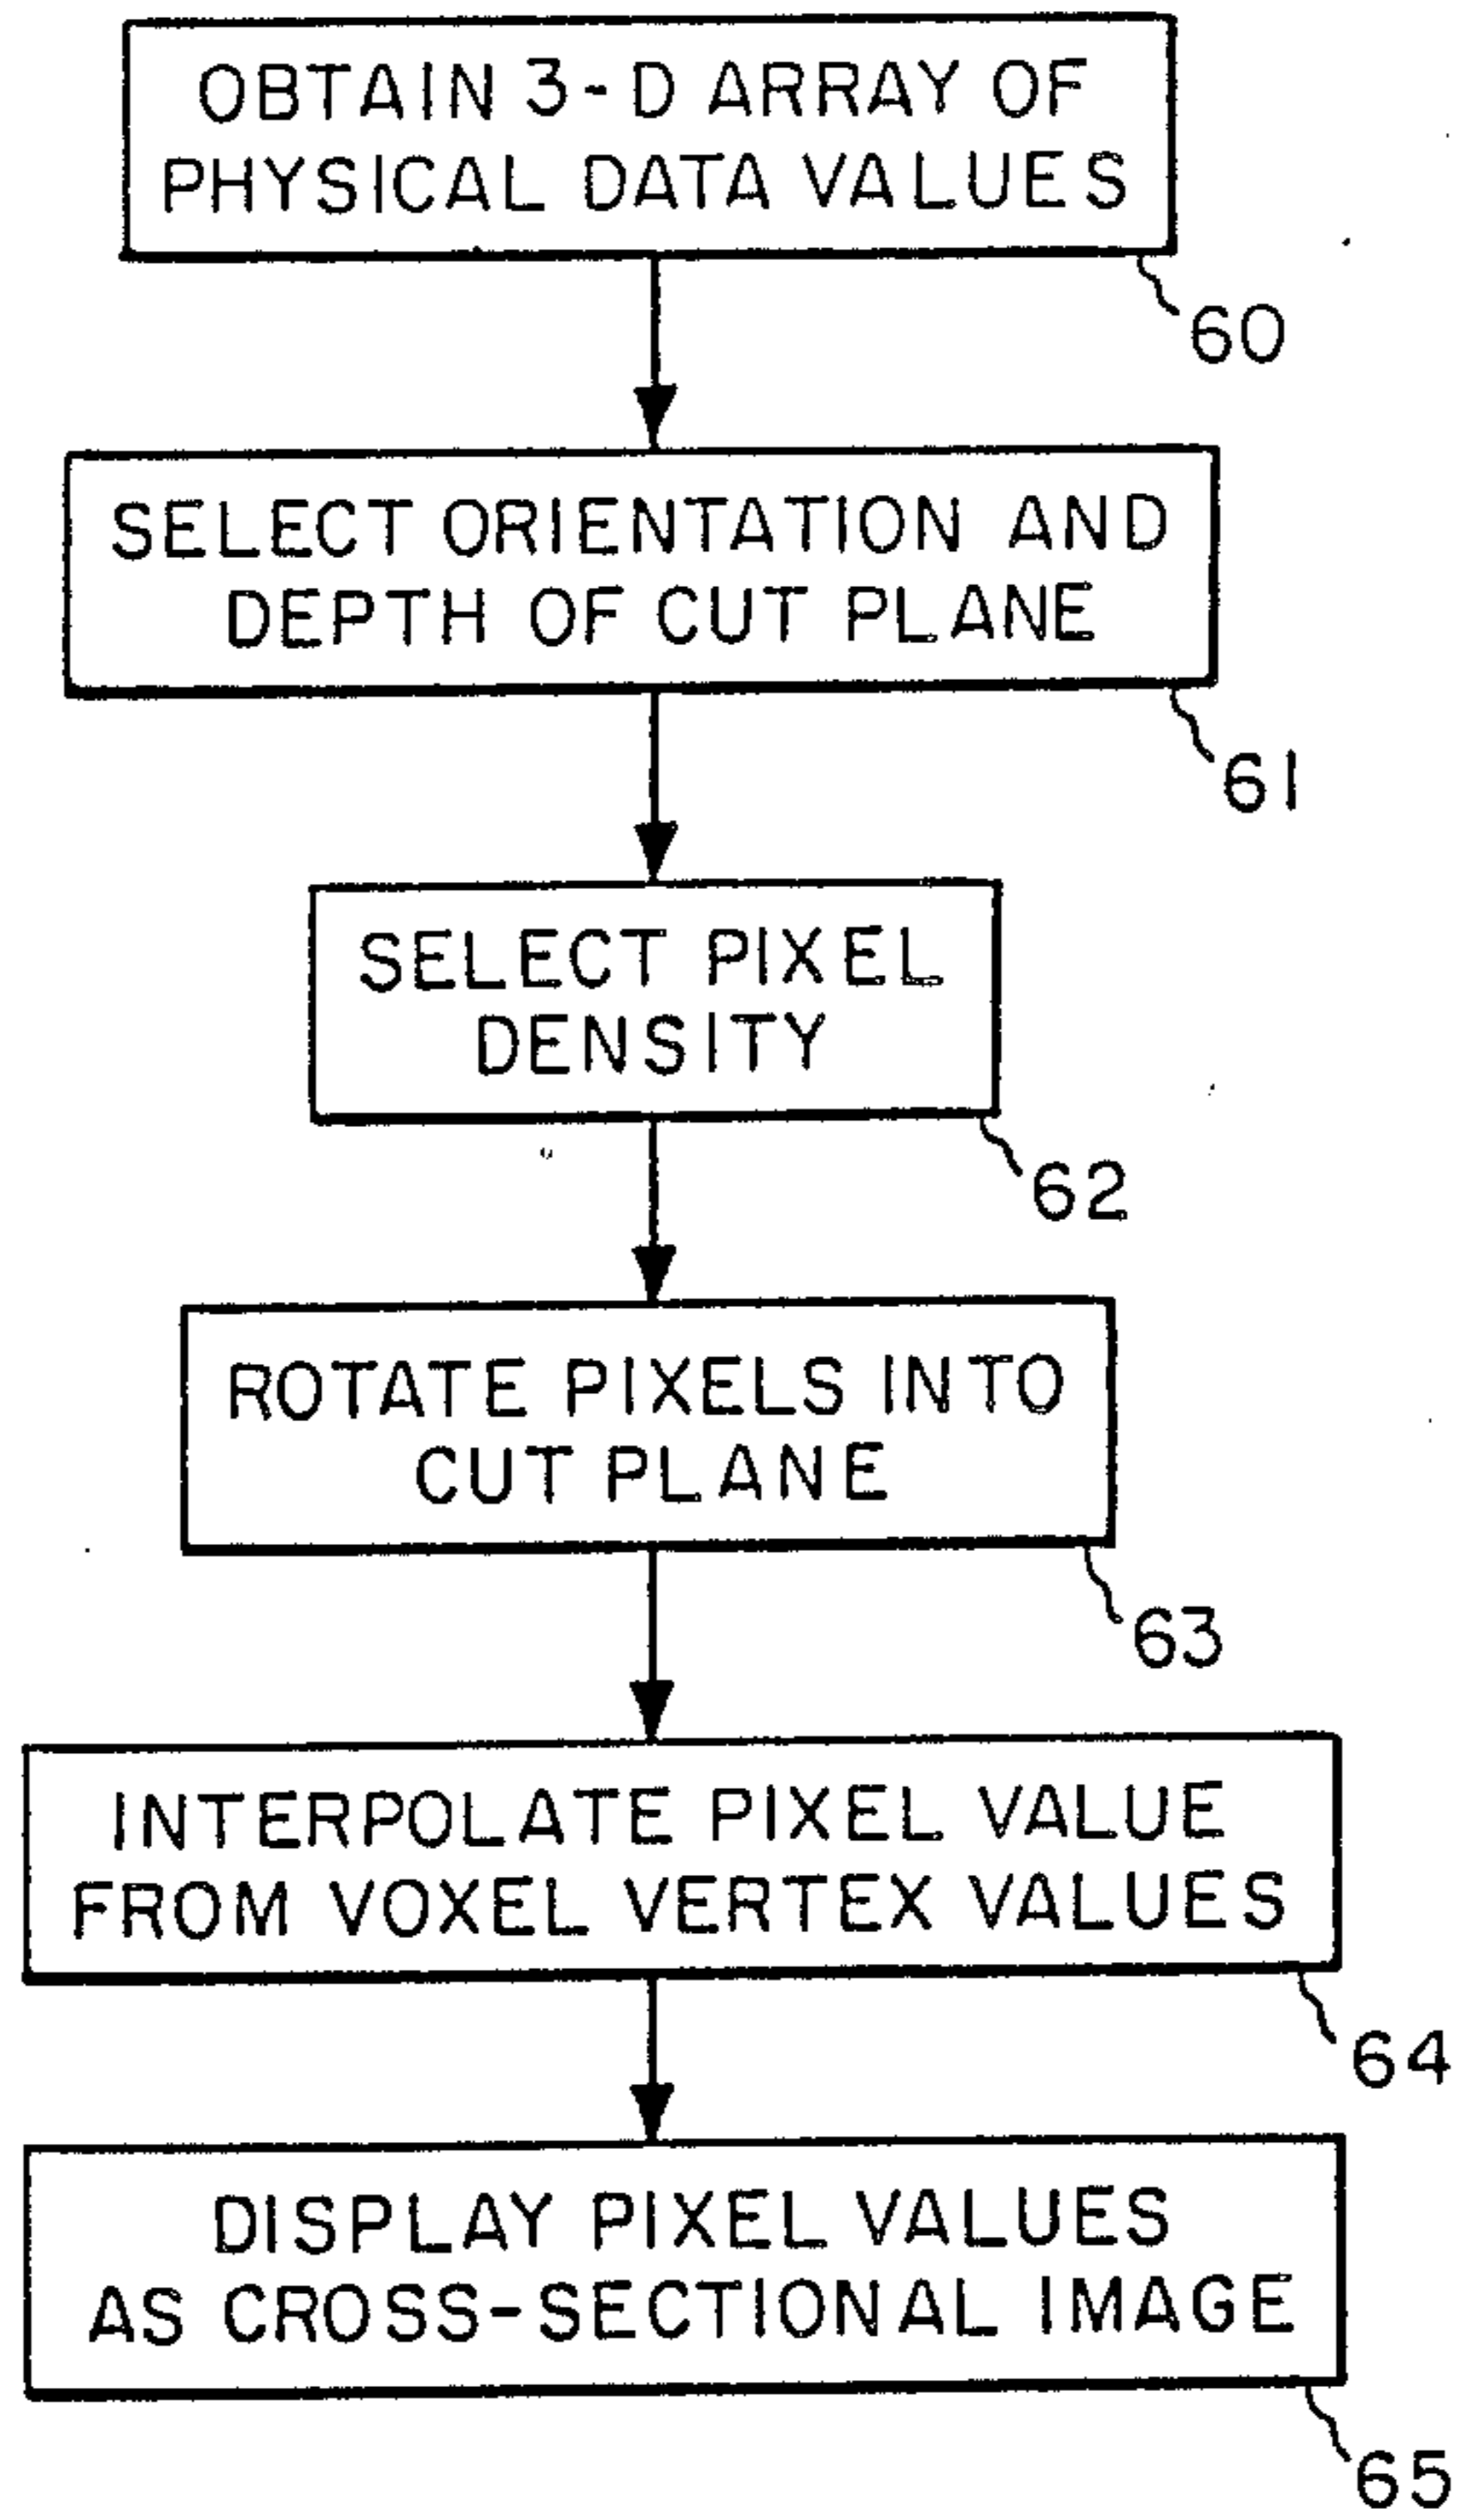 OBTAIN 3-D ARRAY OF
PHYSICAL DATA VALUES
60
SELECT ORIENTATION AND
DEPTH OF CUT PLANE
61
SELECT PIXEL
DENSITY
62
ROTATE PIXELS INTO
CUT PLANE
63
INTERPOLATE PIXEL VALUE
FROM VOXEL VERTEX VALUES
64
DISPLAY PIXEL VALUES
AS CROSS-SECTIONAL IMAGE
65